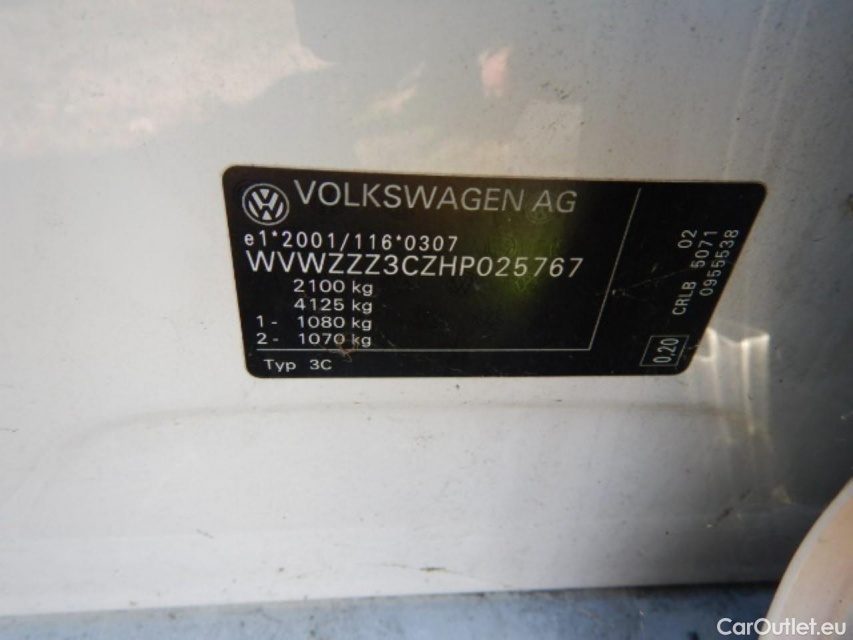 VOLKSWAGEN AG
e1*2001/116*0307
WVWZZZ3CZHP025767
2100 kg
4125 kg
1- 1080 kg
2- 1070 kg
Typ 3C
02
CRLB 5071
0955538
0,20
CarOutlet.eu